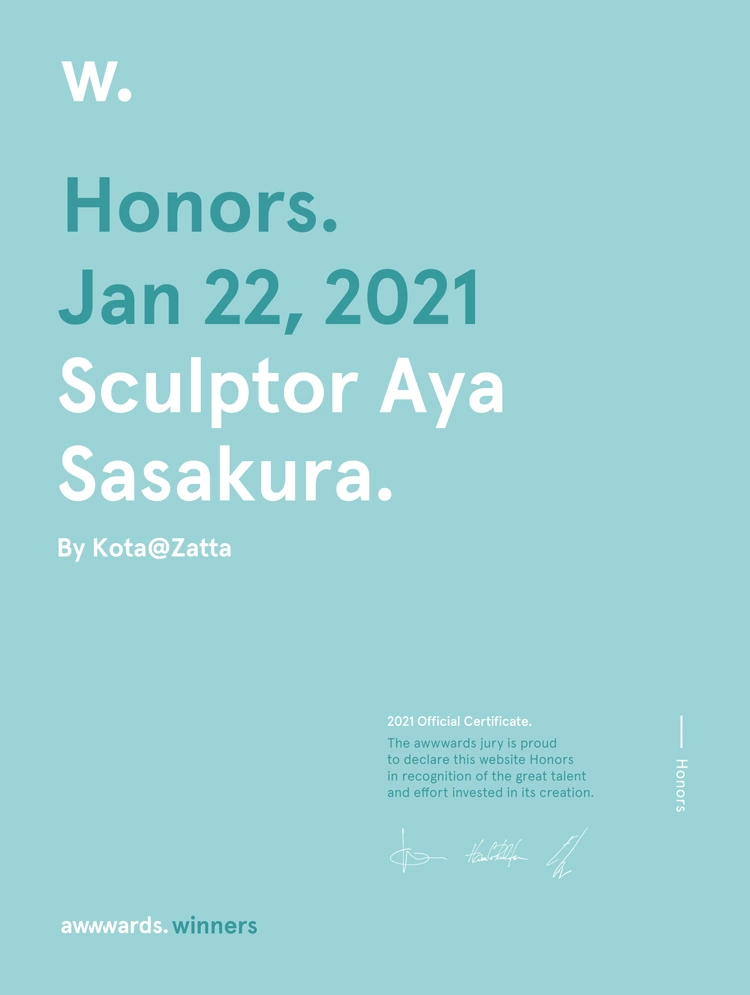 w.
Honors.
Jan 22, 2021
Sculptor Aya
Sasakura.
By Kota@Zatta
2021 Official Certificate.
The awwwards jury is proud
to declare this website Honors
in recognition of the great talent
and effort invested in its creation.
Honors
awwwards.winners